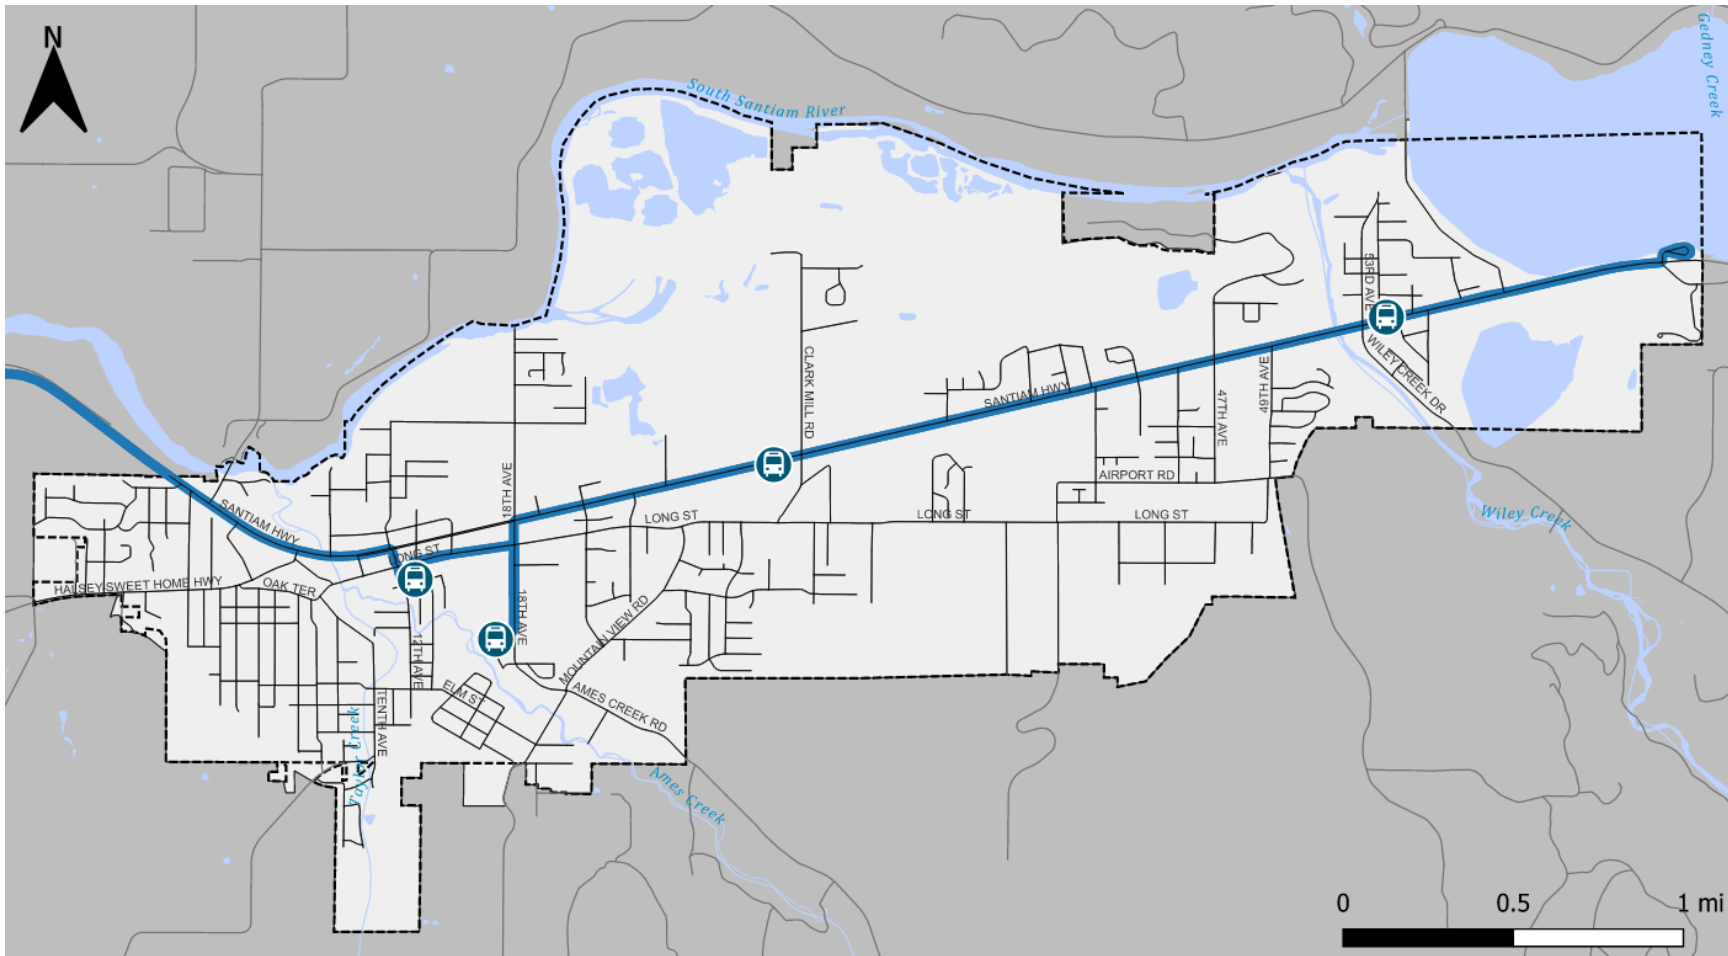 N
Gedney Creek
South Santiam River
53RD AVE
WILEY CREEK DR
CLARK MILL RD
SANTIAM HWY
49TH AVE
47TH AVE
AIRPORT RD
18TH AVE
SANTIAM HWY
LONG ST
LONG ST
LONG ST
Wiley Creek
LONG ST
HALSEY SWEET HOME HWY
OAK TER
18TH AVE
12TH AVE
MOUNTAIN VIEW RD
ELM ST
AMES CREEK RD
TENTH AVE
Taylor Creek
Ames Creek
0 0.5 1 mi